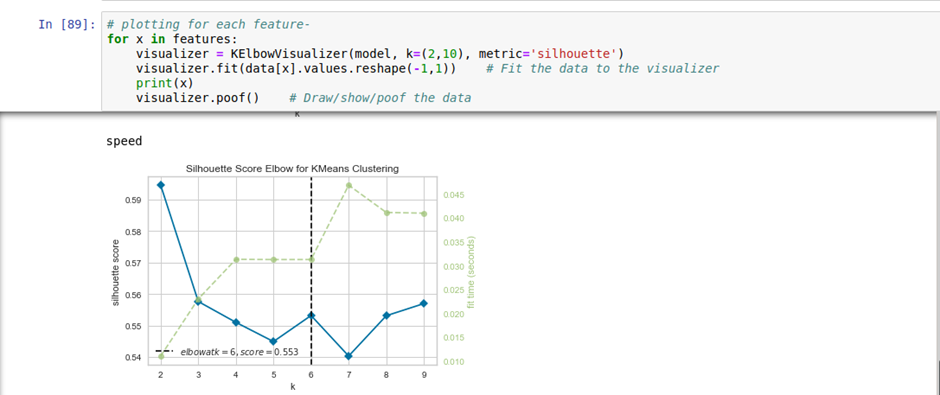 In [89]: # plotting for each feature-
for x in features:
    visualizer = KElbowVisualizer(model, k=(2,10), metric='silhouette')
    visualizer.fit(data[x].values.reshape(-1,1))    # Fit the data to the visualizer
    print(x)
    visualizer.poof()    # Draw/show/poof the data
k
speed
Silhouette Score Elbow for KMeans Clustering
silhouette score
0.59
0.58
0.57
0.56
0.55
0.54
elbowatk = 6, score = 0.553
2 3 4 5 6 7 8 9
k
0.045
0.040
0.035
0.030
0.025
0.020
0.015
0.010
fit time (seconds)